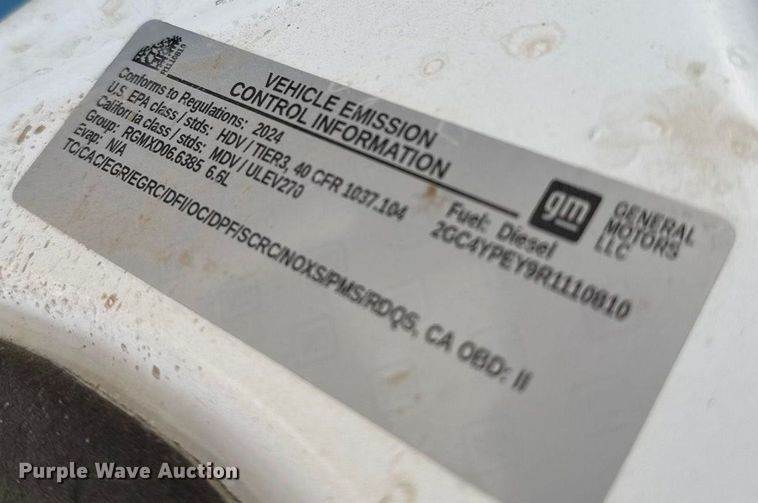 R1110810
VEHICLE EMISSION
CONTROL INFORMATION
Conforms to Regulations: 2024
U.S. EPA class / stds: HDV / TIER3, 40 CFR 1037.104
California class / stds: MDV / ULEV270
Group: RGMXD06.6385 6.6L
Evap: N/A
TC/CAC/EGR/EGRC/DFI/OC/DPF/SCRC/NOXS/PMS/RDQS, CA OBD: II
Fuel: Diesel
2GC4YPEY9R1110810
gm
GENERAL
MOTORS
LLC
Purple Wave Auction